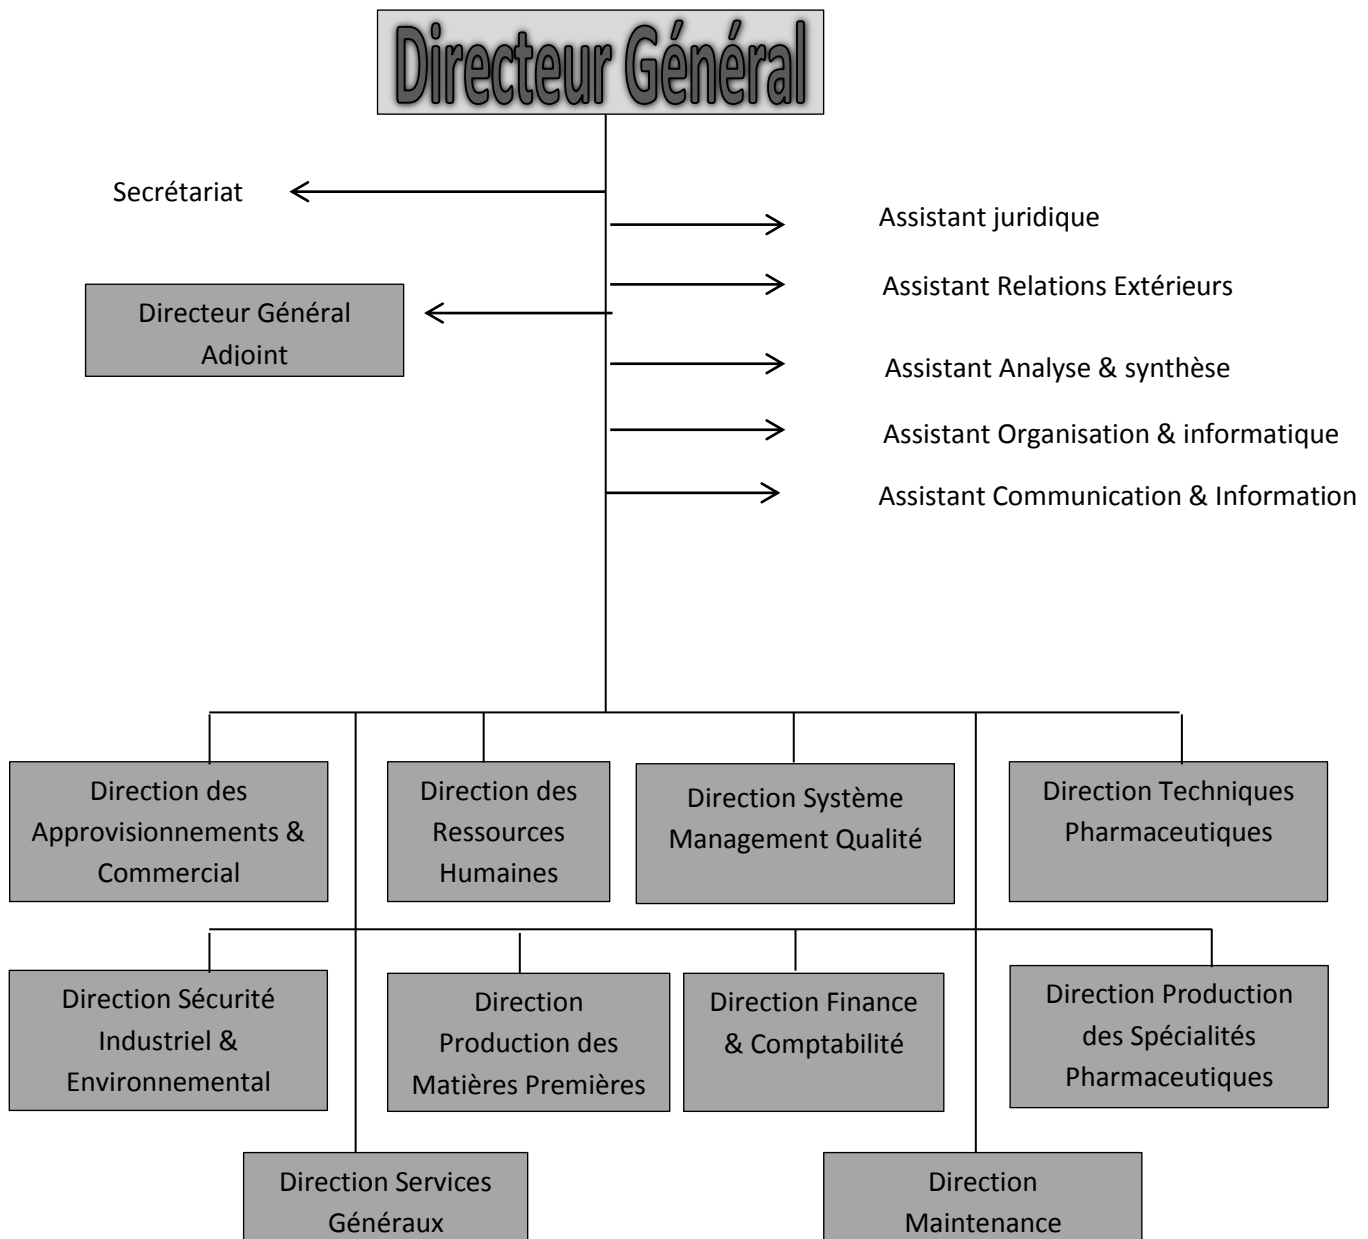 Directeur Général
Secrétariat
Assistant juridique
Assistant Relations Extérieurs
Directeur Général
Adjoint
Assistant Analyse & synthèse
Assistant Organisation & informatique
Assistant Communication & Information
Direction des
Approvisionnements &
Commercial
Direction des
Ressources
Humaines
Direction Système
Management Qualité
Direction Techniques
Pharmaceutiques
Direction Sécurité
Industriel &
Environnemental
Direction
Production des
Matières Premières
Direction Finance
& Comptabilité
Direction Production
des Spécialités
Pharmaceutiques
Direction Services
Généraux
Direction
Maintenance